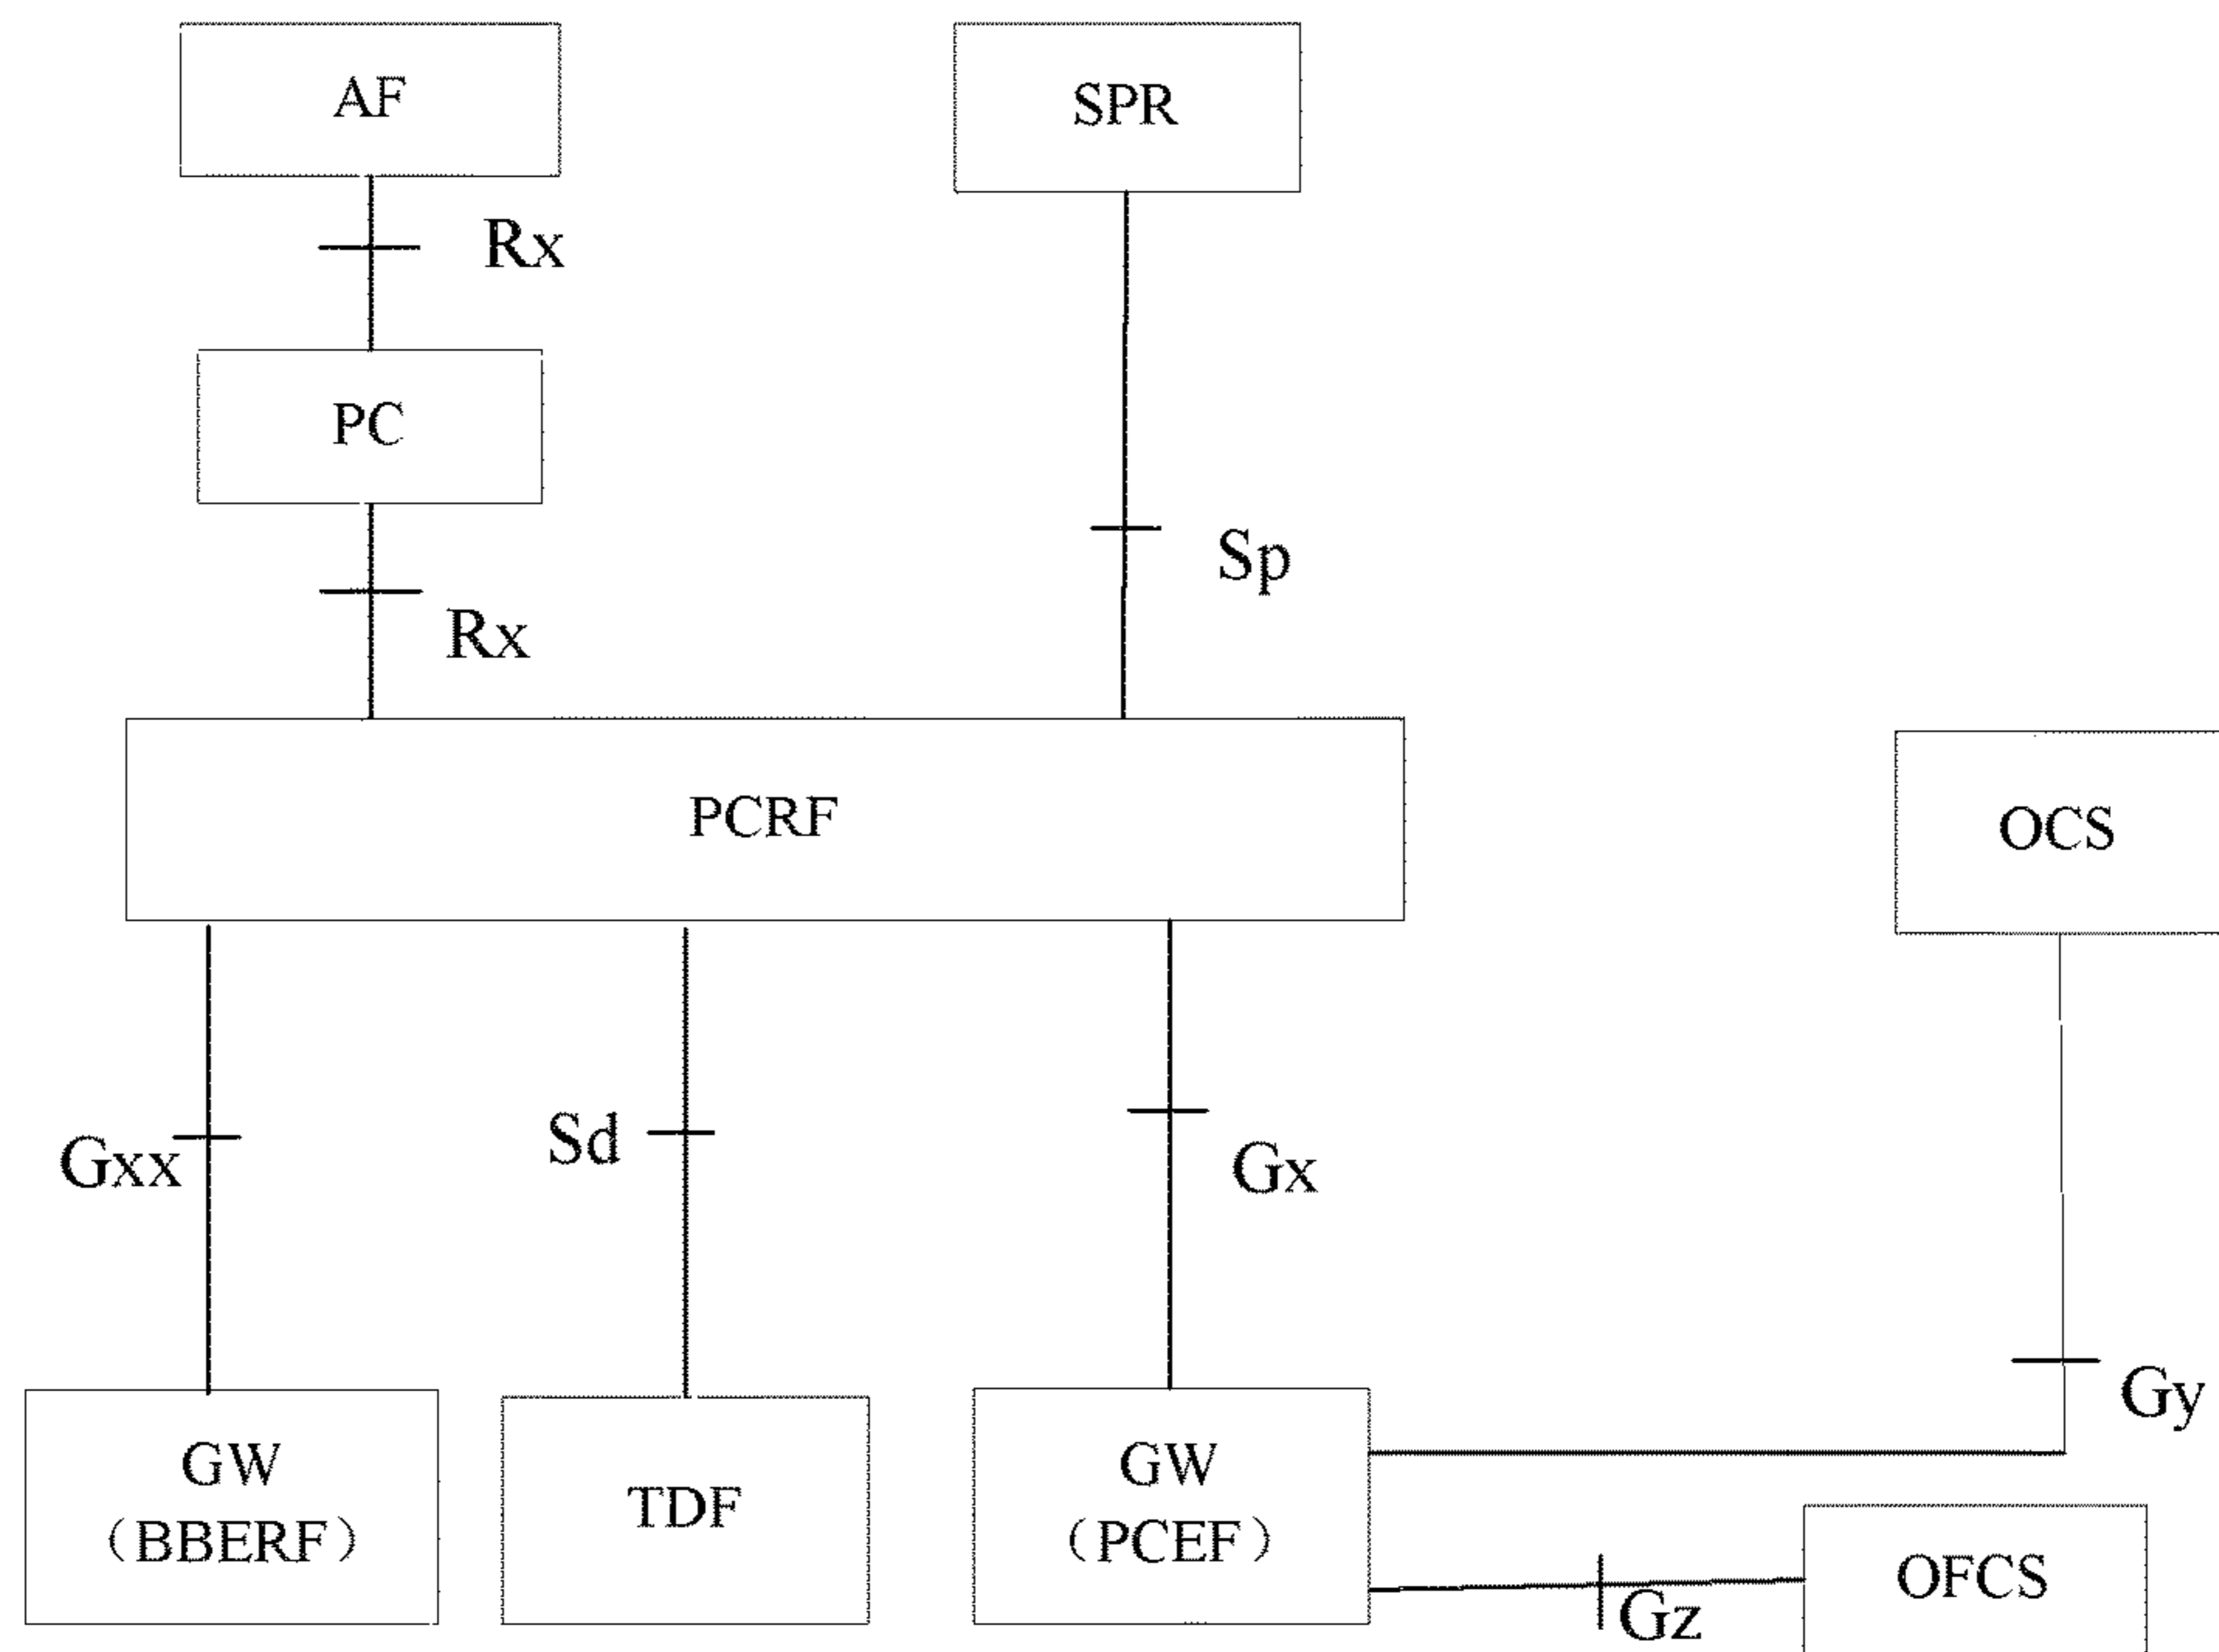 AF
SPR
Rx
PC
Sp
Rx
PCRF
OCS
Gxx
Sd
Gx
Gy
GW
（BBERF）
TDF
GW
（PCEF）
OFCS
Gz